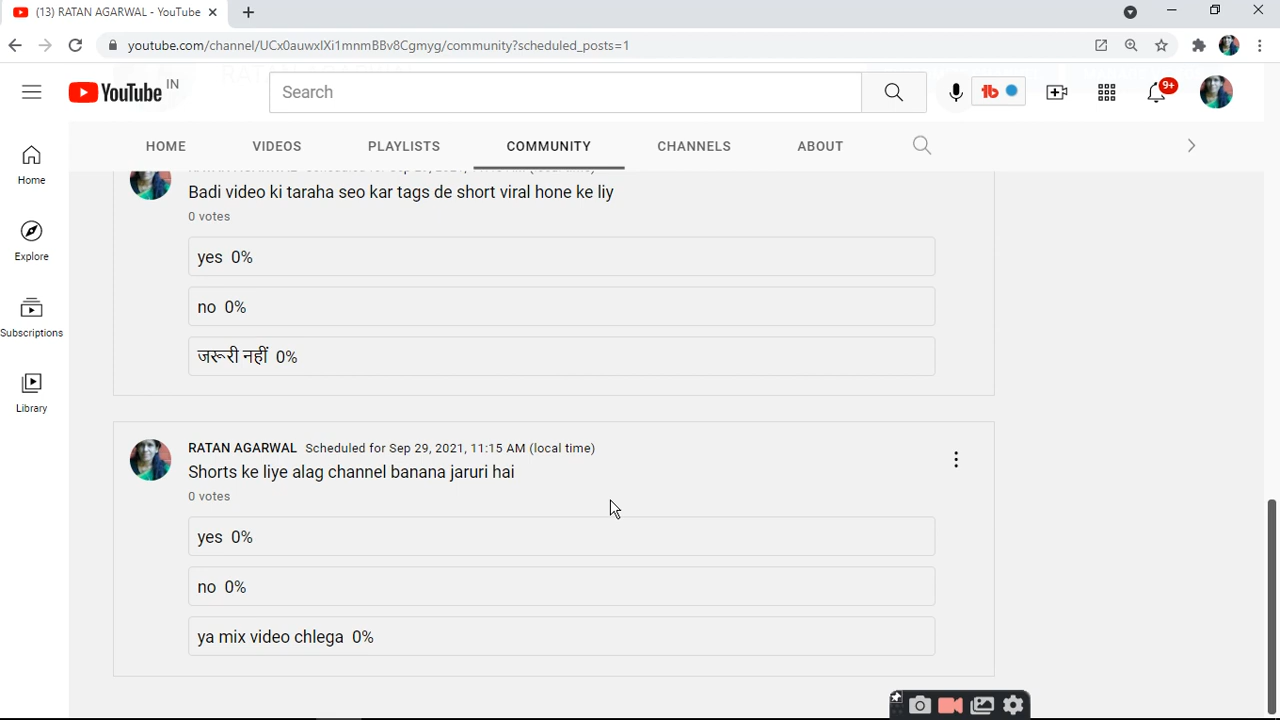 (13) RATAN AGARWAL - YouTube
youtube.com/channel/UCx0auwxlXi1mnmBBv8Cgmyg/community?scheduled_posts=1
YouTube IN
Search
9+
HOME VIDEOS PLAYLISTS COMMUNITY CHANNELS ABOUT
Home
Explore
Subscriptions
Library
Badi video ki taraha seo kar tags de short viral hone ke liy
0 votes
yes 0%
no 0%
जरूरी नहीं 0%
RATAN AGARWAL Scheduled for Sep 29, 2021, 11:15 AM (local time)
Shorts ke liye alag channel banana jaruri hai
0 votes
yes 0%
no 0%
ya mix video chlega 0%